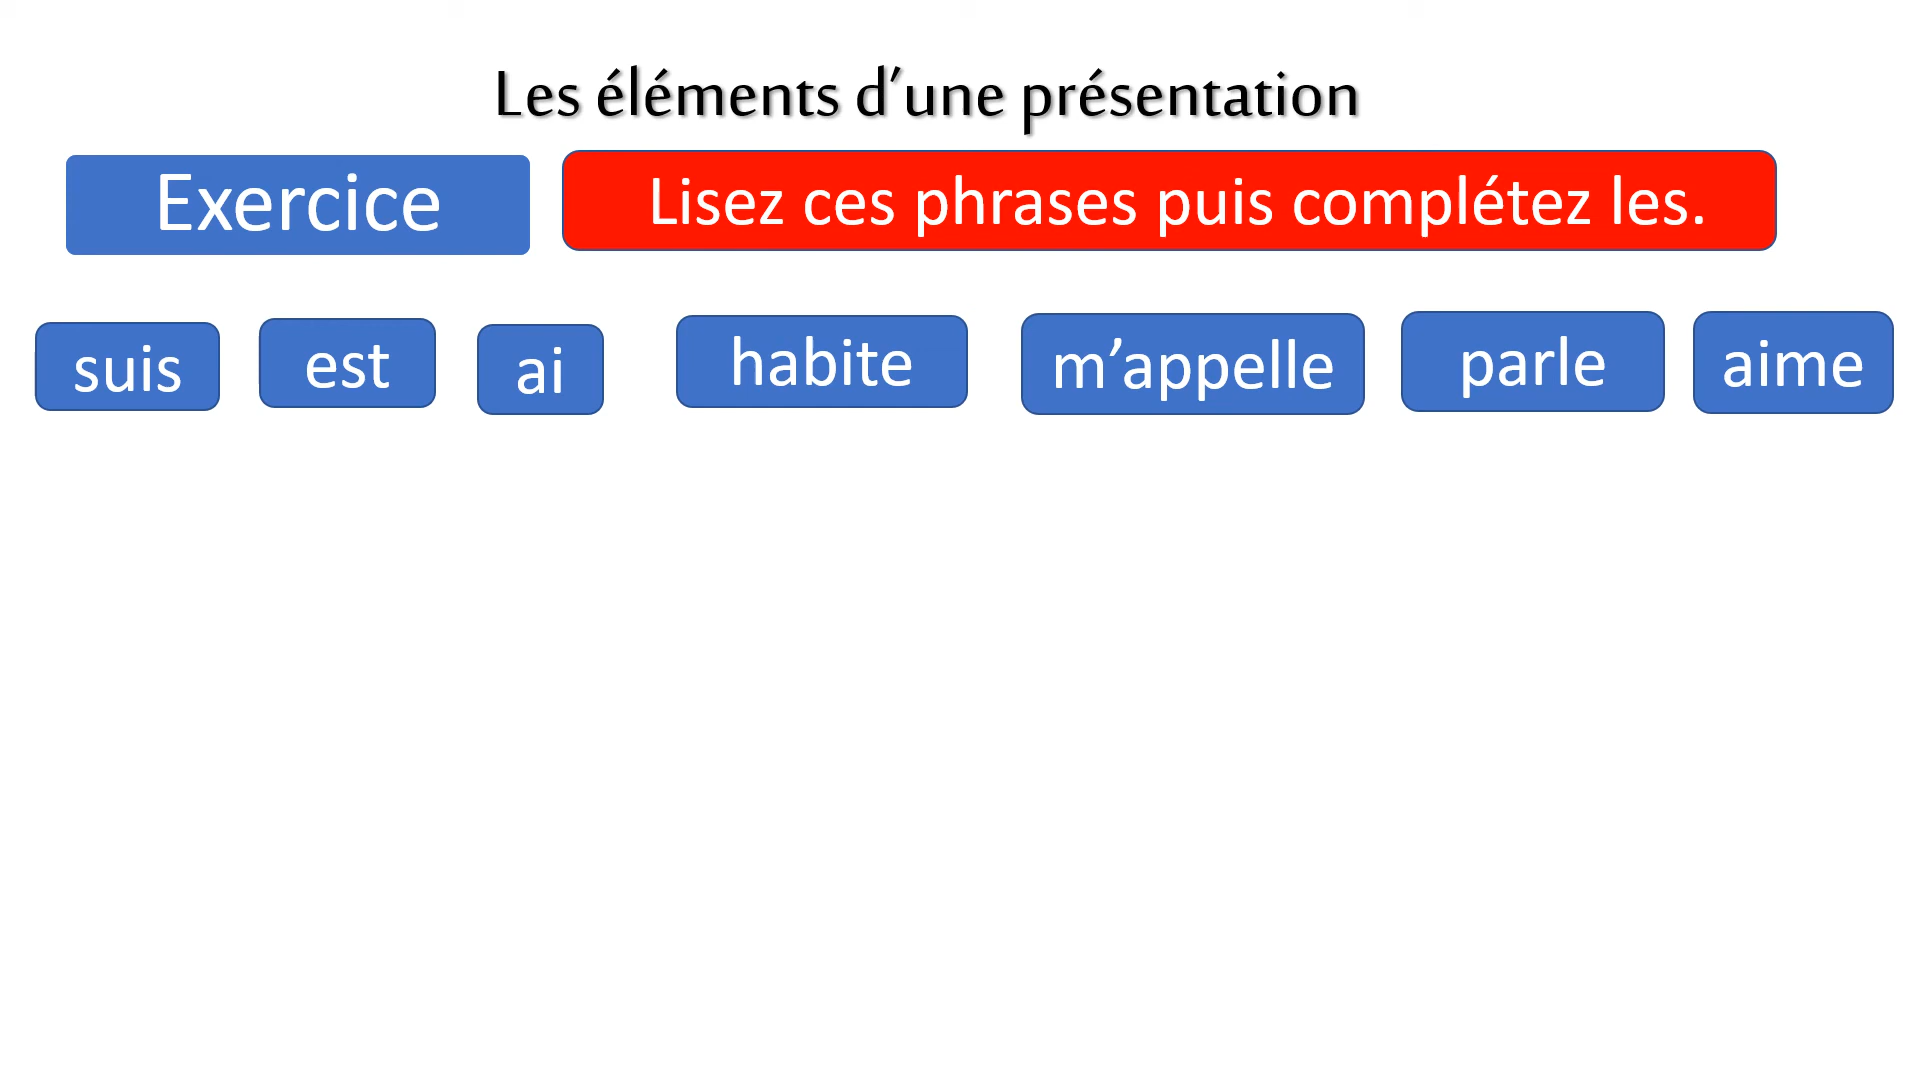 Les éléments d’une présentation
Exercice
Lisez ces phrases puis complétez les.
suis est ai habite m’appelle parle aime